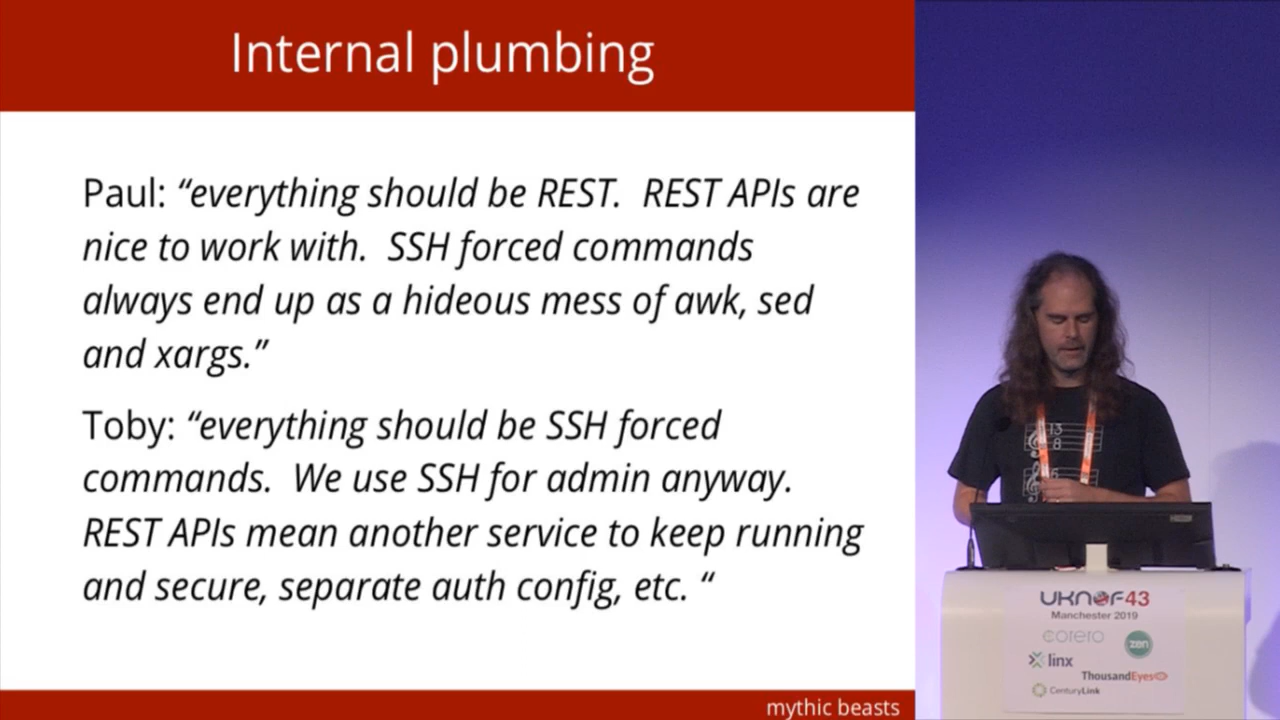 Internal plumbing
Paul: “everything should be REST.  REST APIs are
nice to work with.  SSH forced commands
always end up as a hideous mess of awk, sed
and xargs.”
Toby: “everything should be SSH forced
commands.  We use SSH for admin anyway.
REST APIs mean another service to keep running
and secure, separate auth config, etc. “
mythic beasts
13
8
UKNOF43
Manchester 2019
corero
zen
linx
ThousandEyes
CenturyLink